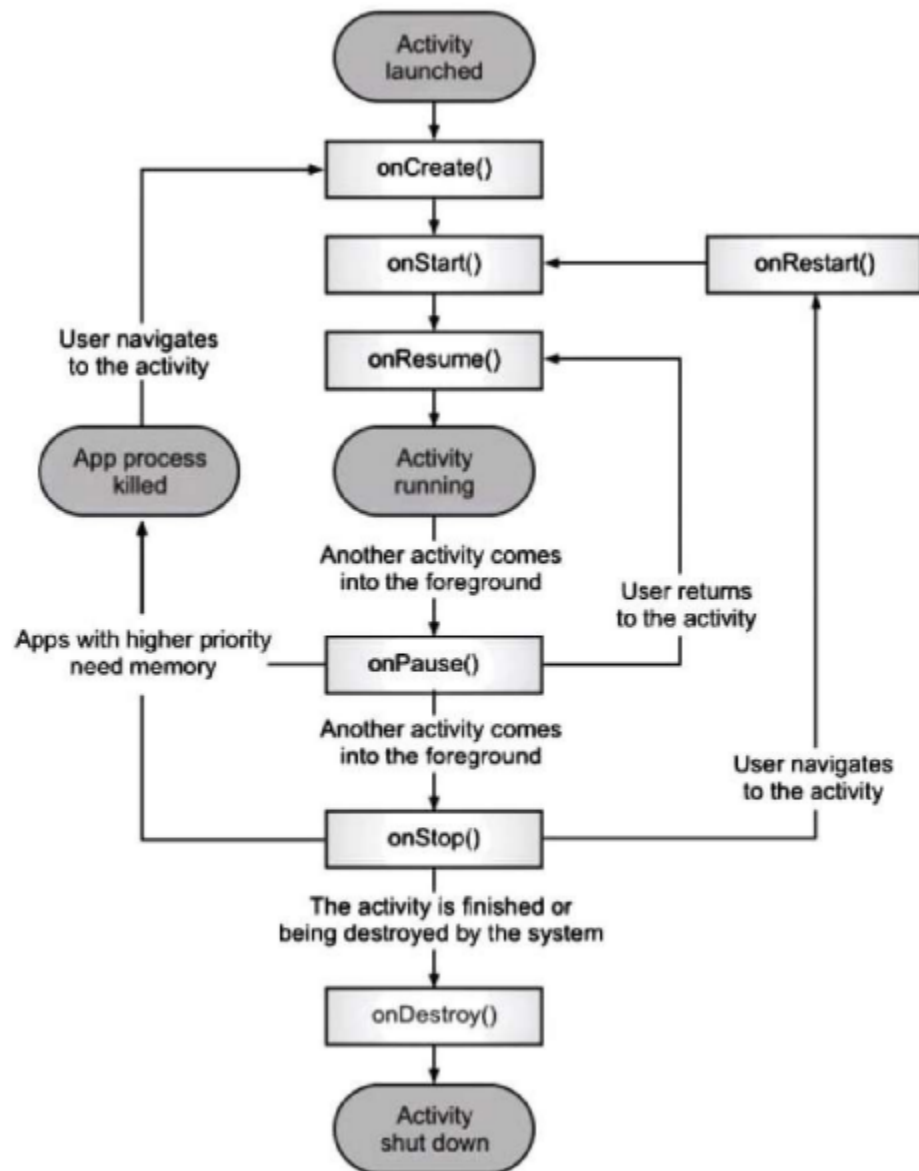 Activity
launched
onCreate()
onStart()
onRestart()
User navigates
to the activity
onResume()
App process
killed
Activity
running
Another activity comes
into the foreground
User returns
to the activity
Apps with higher priority
need memory
onPause()
Another activity comes
into the foreground
User navigates
to the activity
onStop()
The activity is finished or
being destroyed by the system
onDestroy()
Activity
shut down